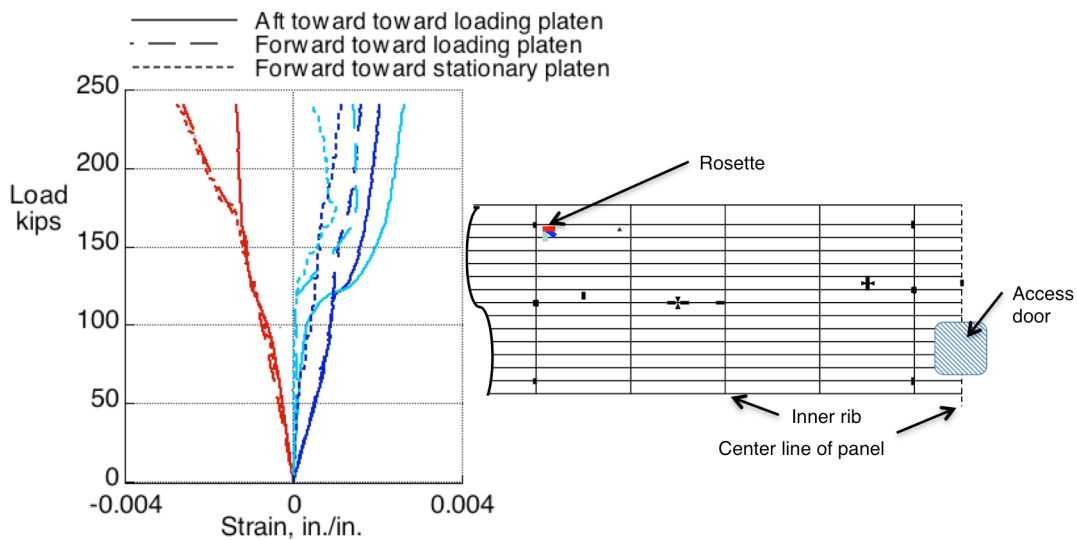 Aft toward toward loading platen
Forward toward loading platen
Forward toward stationary platen
250
200
Load
kips
150
100
50
0
-0.004
0
0.004
Strain, in./in.
Rosette
Access
door
Inner rib
Center line of panel